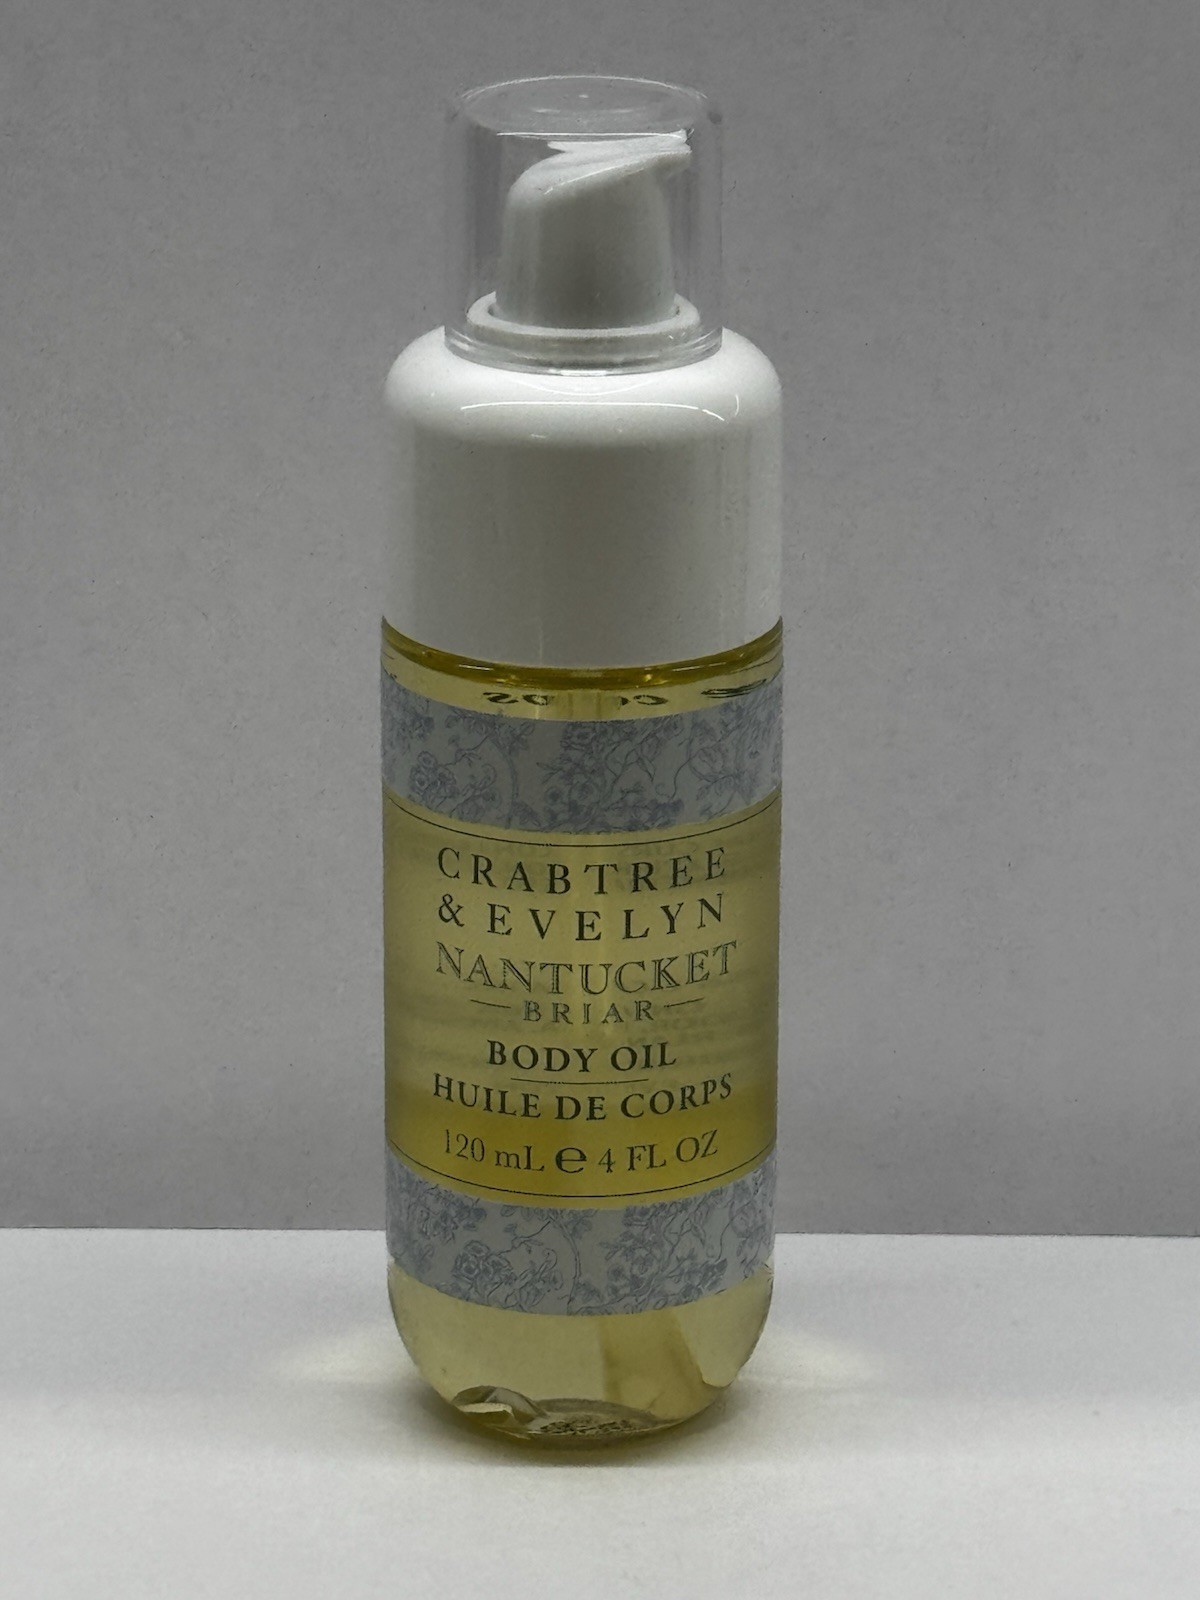 CRABTREE
& EVELYN
NANTUCKET
BRIAR
BODY OIL
HUILE DE CORPS
120 mL ℮ 4 FL OZ